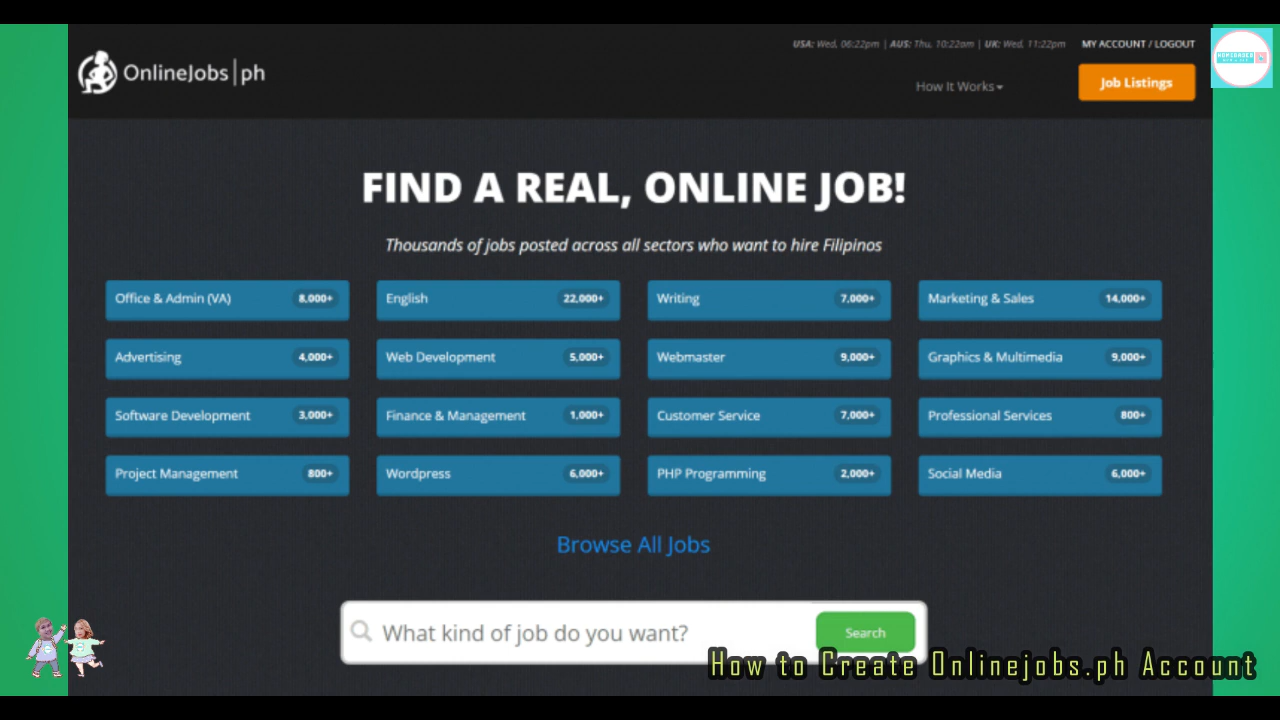 USA: Wed, 06:22pm | AUS: Thu, 10:22am | UK: Wed, 11:22pm MY ACCOUNT / LOGOUT
OnlineJobs|ph
How It Works
Job Listings
FIND A REAL, ONLINE JOB!
Thousands of jobs posted across all sectors who want to hire Filipinos
Office & Admin (VA) 8,000+
English 22,000+
Writing 7,000+
Marketing & Sales 14,000+
Advertising 4,000+
Web Development 5,000+
Webmaster 9,000+
Graphics & Multimedia 9,000+
Software Development 3,000+
Finance & Management 1,000+
Customer Service 7,000+
Professional Services 800+
Project Management 800+
Wordpress 6,000+
PHP Programming 2,000+
Social Media 6,000+
Browse All Jobs
What kind of job do you want?
Search
How to Create Onlinejobs.ph Account